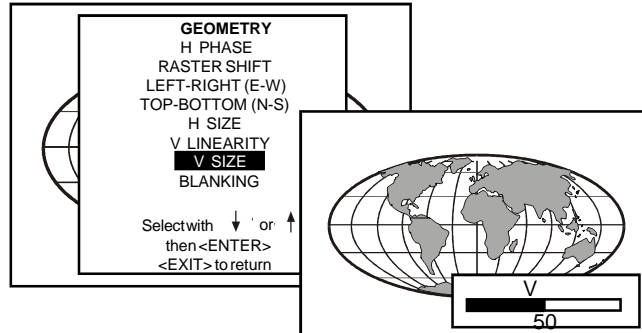 GEOMETRY
H PHASE
RASTER SHIFT
LEFT-RIGHT (E-W)
TOP-BOTTOM (N-S)
H SIZE
V LINEARITY
V SIZE
BLANKING
Select with ↓ ' or ↑
then <ENTER>
<EXIT> to return
V
50